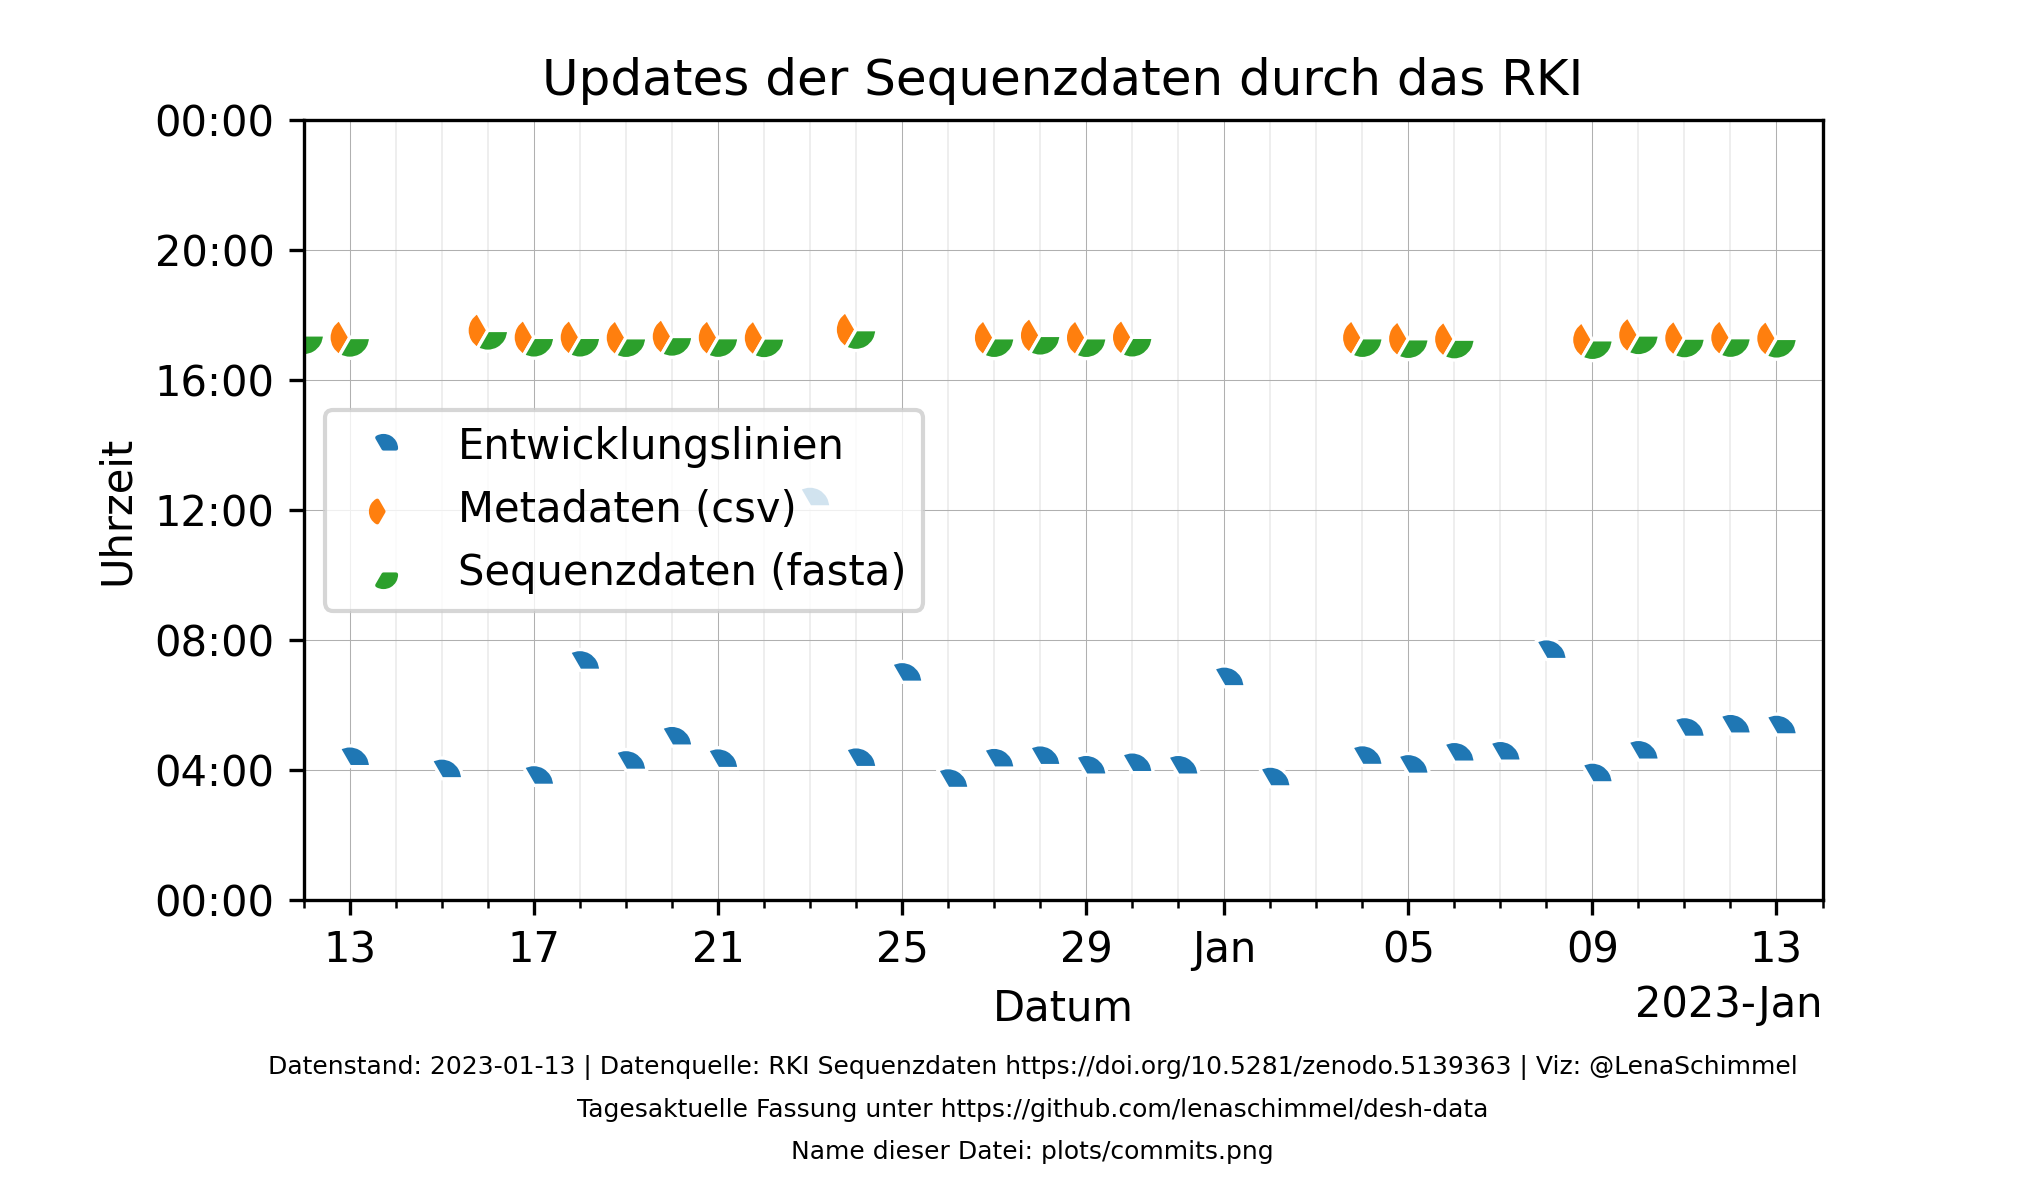 Updates der Sequenzdaten durch das RKI
00:00
20:00
16:00
12:00
08:00
04:00
00:00
Uhrzeit
Entwicklungslinien
Metadaten (csv)
Sequenzdaten (fasta)
13 17 21 25 29 Jan 05 09 13
Datum
2023-Jan
Datenstand: 2023-01-13 | Datenquelle: RKI Sequenzdaten https://doi.org/10.5281/zenodo.5139363 | Viz: @LenaSchimmel
Tagesaktuelle Fassung unter https://github.com/lenaschimmel/desh-data
Name dieser Datei: plots/commits.png